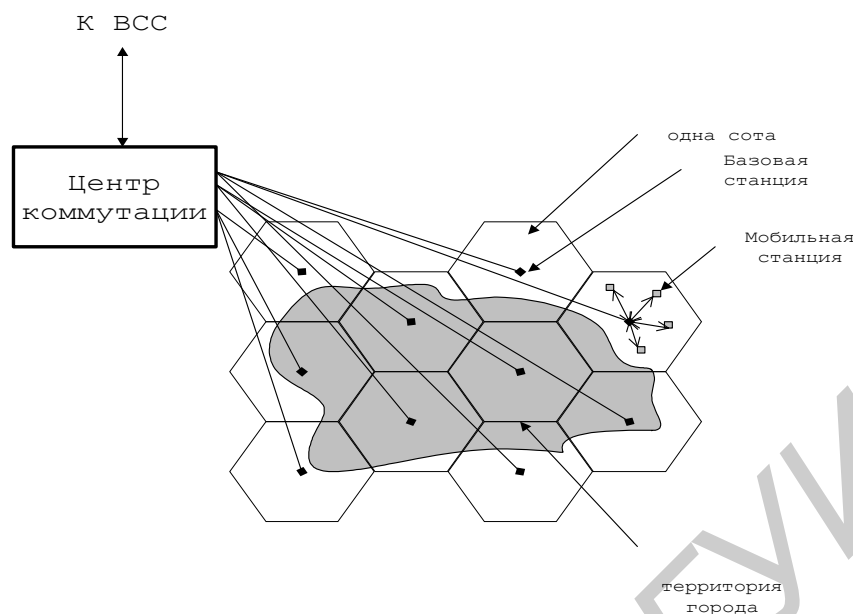 К ВСС
одна сота
Базовая
станция
Центр
коммутации
Мобильная
станция
территория
города